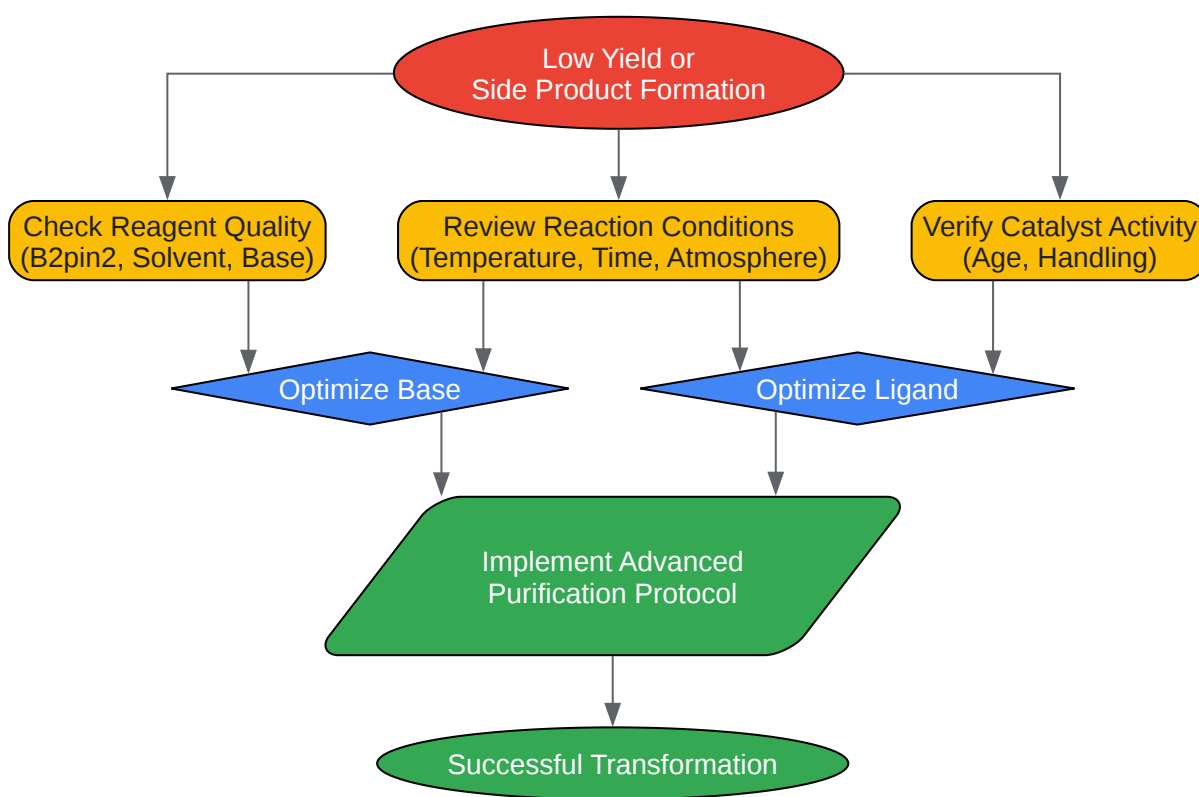 Low Yield or
Side Product Formation
Check Reagent Quality
(B2pin2, Solvent, Base)
Review Reaction Conditions
(Temperature, Time, Atmosphere)
Verify Catalyst Activity
(Age, Handling)
Optimize Base
Optimize Ligand
Implement Advanced
Purification Protocol
Successful Transformation